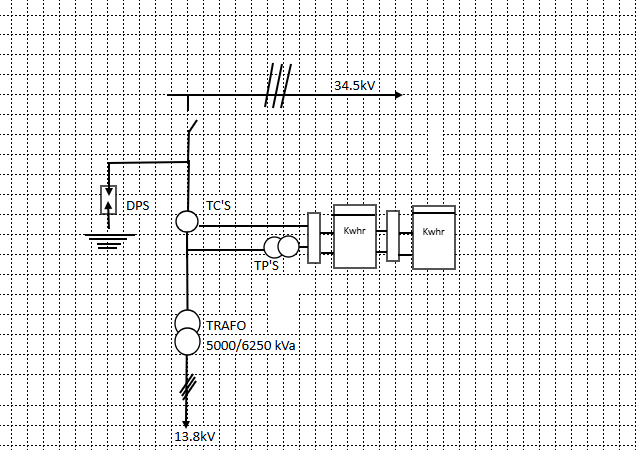 34.5kV
DPS
TC'S
Kwhr
Kwhr
TP'S
TRAFO
5000/6250 kVa
13.8kV